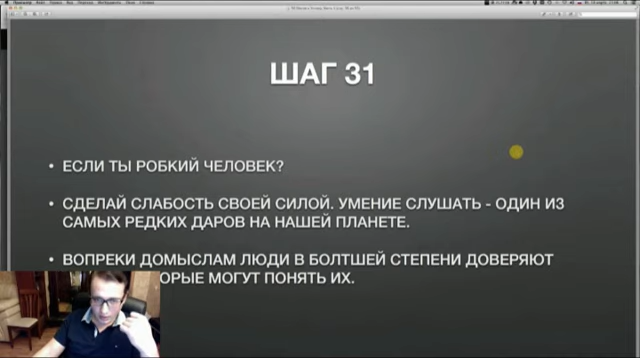 ШАГ 31
• ЕСЛИ ТЫ РОБКИЙ ЧЕЛОВЕК?
• СДЕЛАЙ СЛАБОСТЬ СВОЕЙ СИЛОЙ. УМЕНИЕ СЛУШАТЬ - ОДИН ИЗ
САМЫХ РЕДКИХ ДАРОВ НА НАШЕЙ ПЛАНЕТЕ.
• ВОПРЕКИ ДОМЫСЛАМ ЛЮДИ В БОЛТШЕЙ СТЕПЕНИ ДОВЕРЯЮТ
МОГУТ ПОНЯТЬ ИХ.